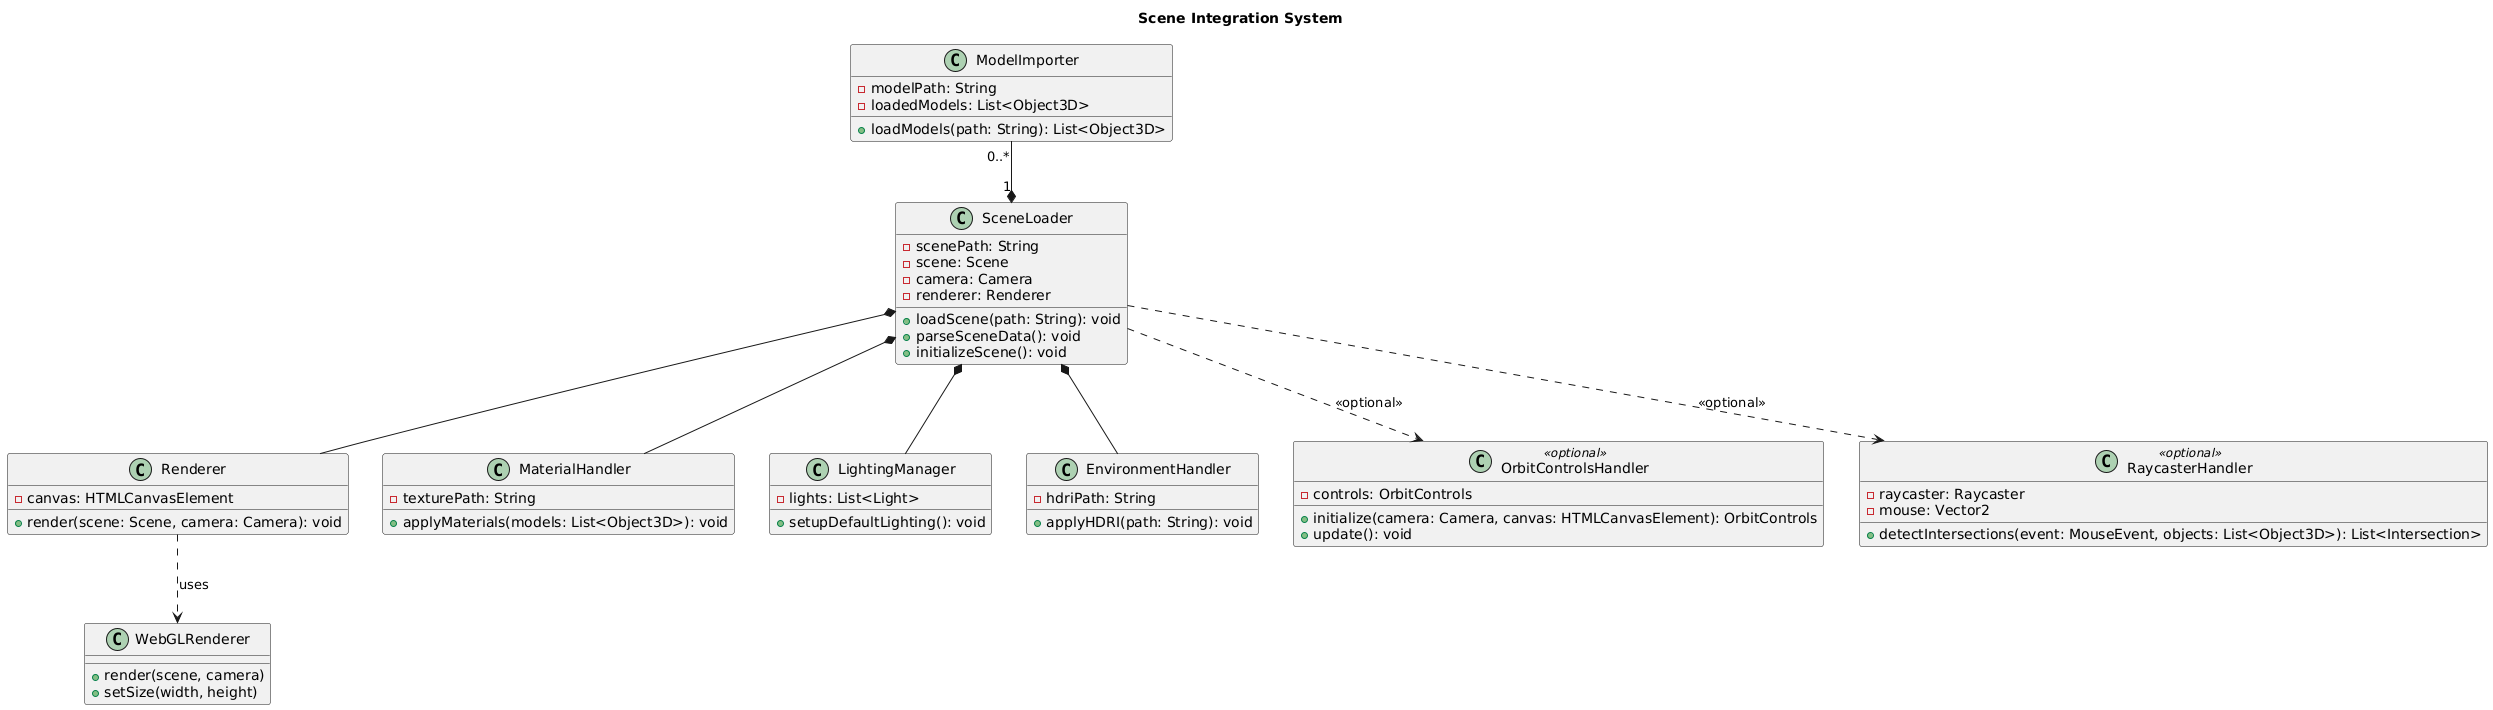 Scene Integration System
C ModelImporter
modelPath: String
loadedModels: List<Object3D>
loadModels(path: String): List<Object3D>
0..*
1
C SceneLoader
scenePath: String
scene: Scene
camera: Camera
renderer: Renderer
loadScene(path: String): void
parseSceneData(): void
initializeScene(): void
«optional»
«optional»
C Renderer
canvas: HTMLCanvasElement
render(scene: Scene, camera: Camera): void
C MaterialHandler
texturePath: String
applyMaterials(models: List<Object3D>): void
C LightingManager
lights: List<Light>
setupDefaultLighting(): void
C EnvironmentHandler
hdriPath: String
applyHDRI(path: String): void
«optional»
C OrbitControlsHandler
controls: OrbitControls
initialize(camera: Camera, canvas: HTMLCanvasElement): OrbitControls
update(): void
«optional»
C RaycasterHandler
raycaster: Raycaster
mouse: Vector2
detectIntersections(event: MouseEvent, objects: List<Object3D>): List<Intersection>
uses
C WebGLRenderer
render(scene, camera)
setSize(width, height)